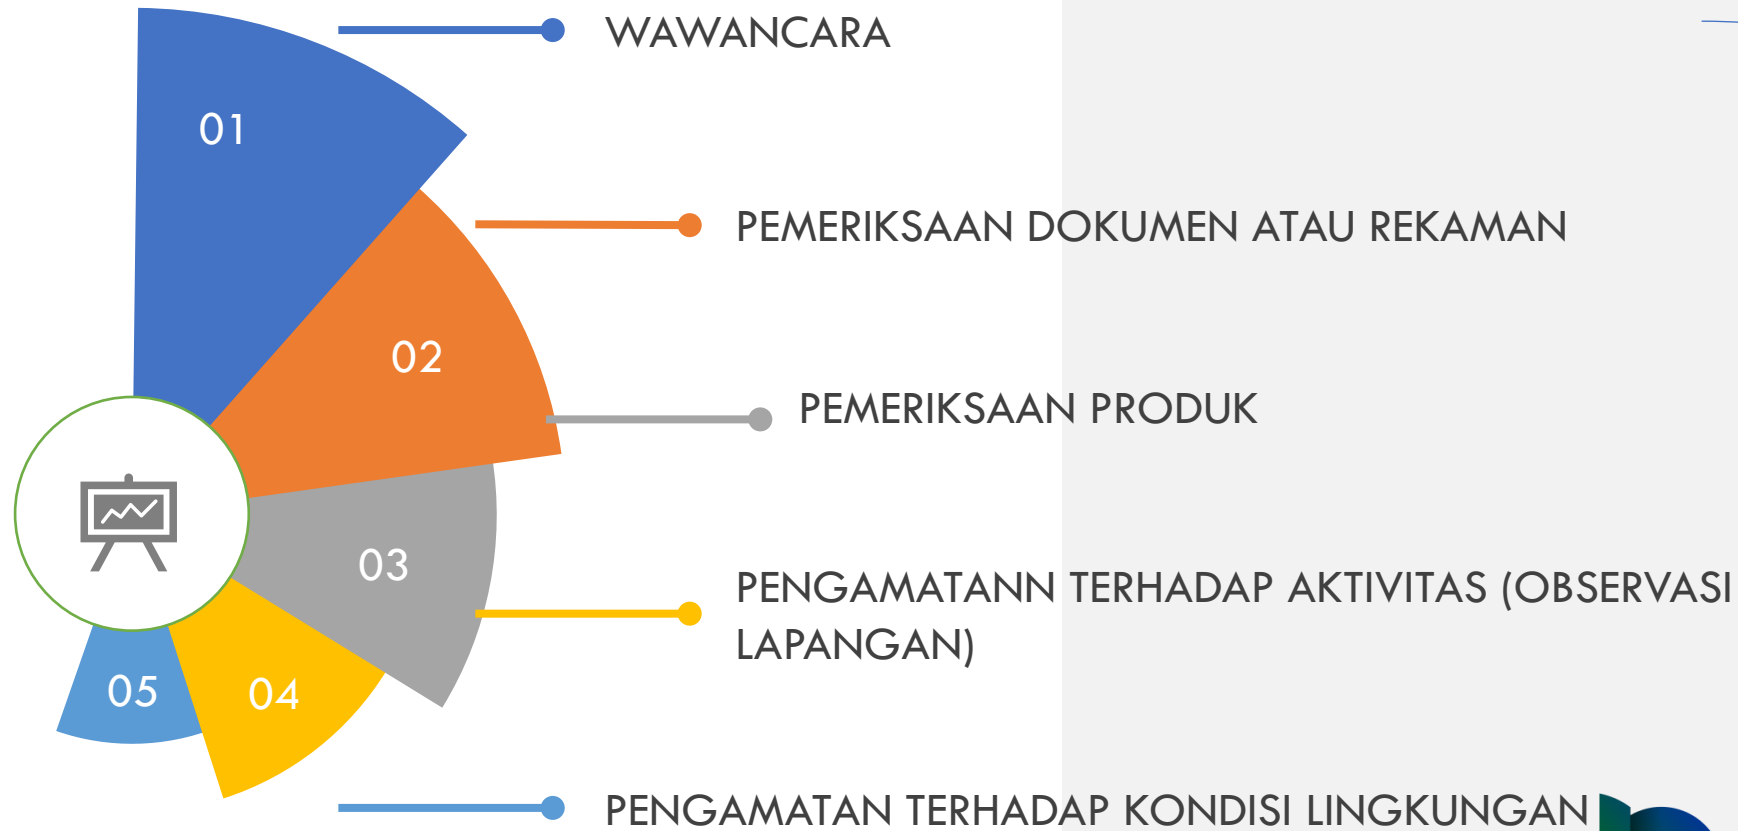 01
WAWANCARA
02
PEMERIKSAAN DOKUMEN ATAU REKAMAN
03
PEMERIKSAAN PRODUK
04
PENGAMATANN TERHADAP AKTIVITAS (OBSERVASI
LAPANGAN)
05
PENGAMATAN TERHADAP KONDISI LINGKUNGAN